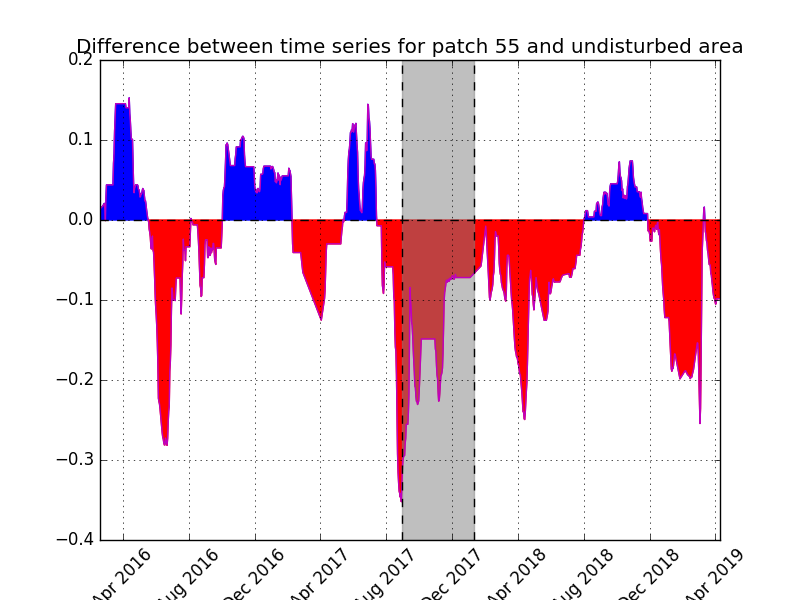 Difference between time series for patch 55 and undisturbed area
0.2
0.1
0.0
−0.1
−0.2
−0.3
−0.4
Apr 2016
Aug 2016
Dec 2016
Apr 2017
Aug 2017
Dec 2017
Apr 2018
Aug 2018
Dec 2018
Apr 2019